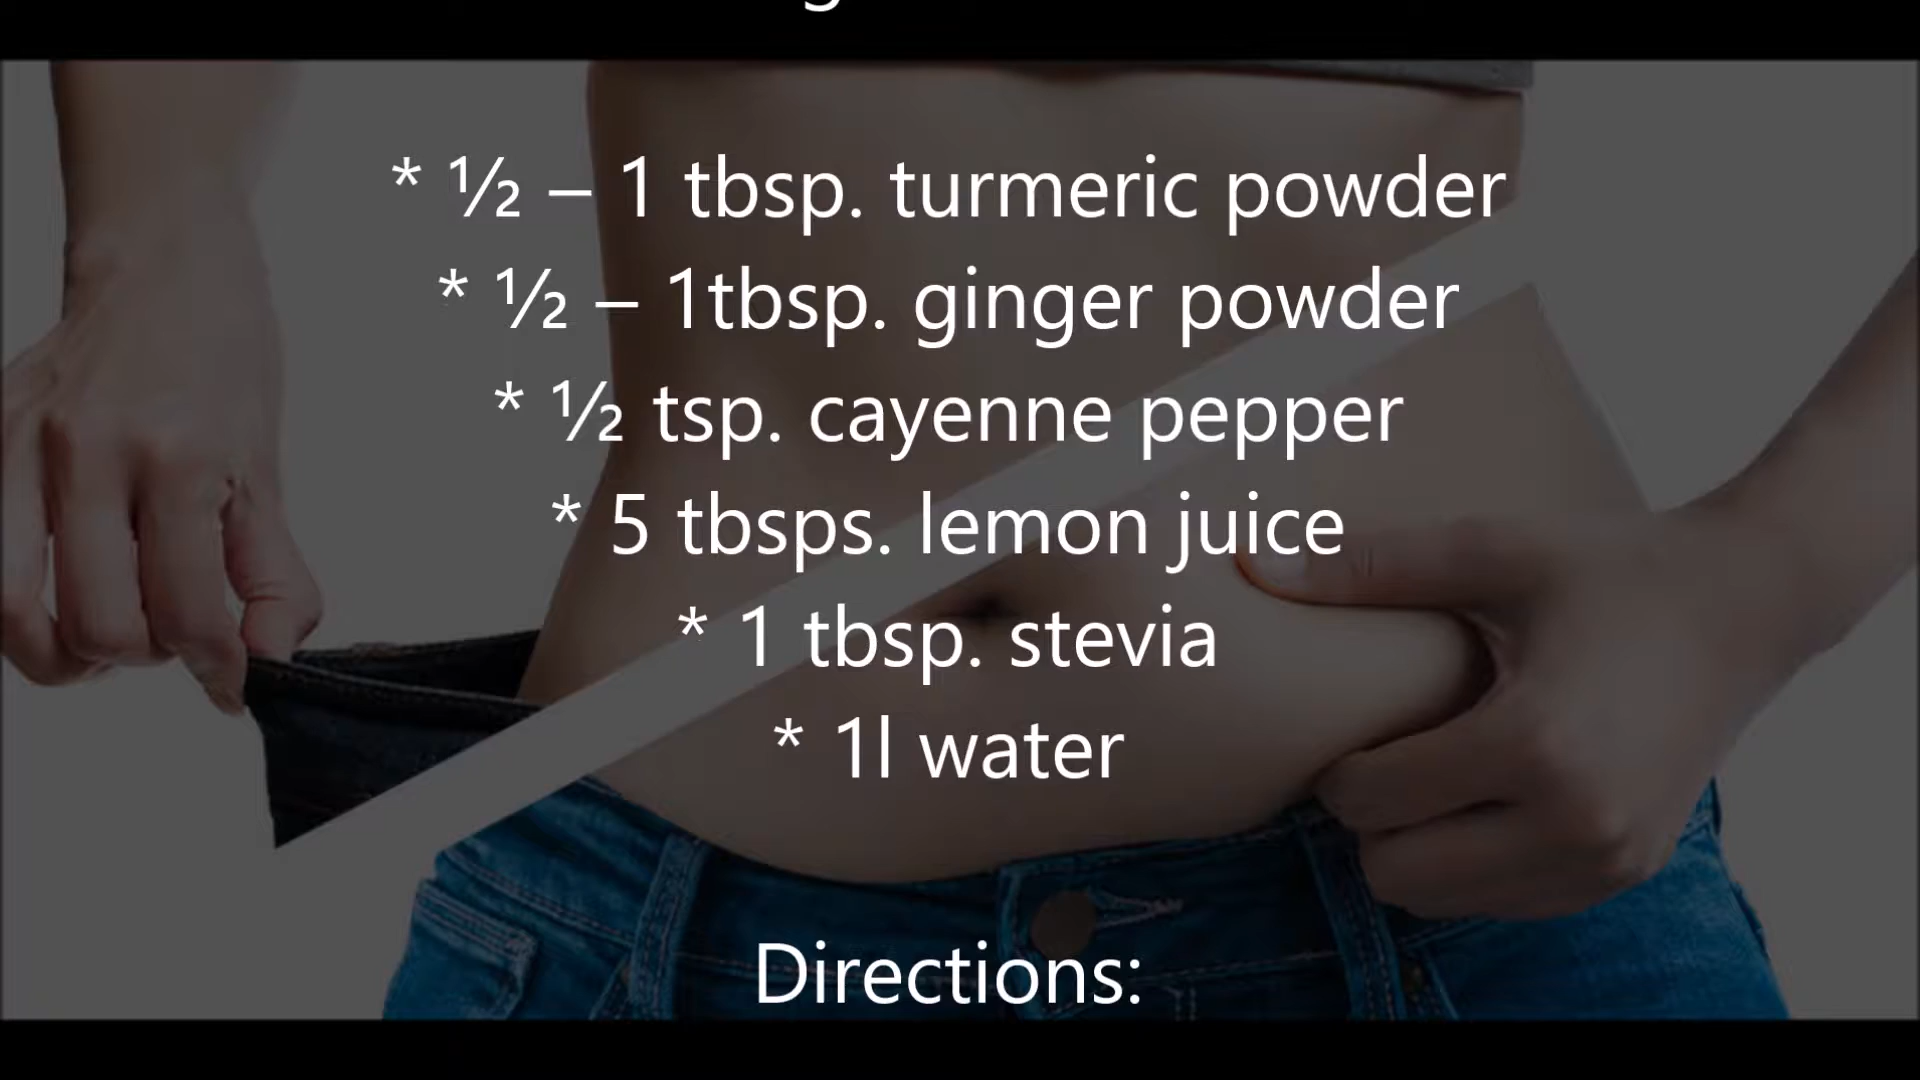 * ½ – 1 tbsp. turmeric powder
* ½ – 1tbsp. ginger powder
* ½ tsp. cayenne pepper
* 5 tbsps. lemon juice
* 1 tbsp. stevia
* 1l water
Directions: